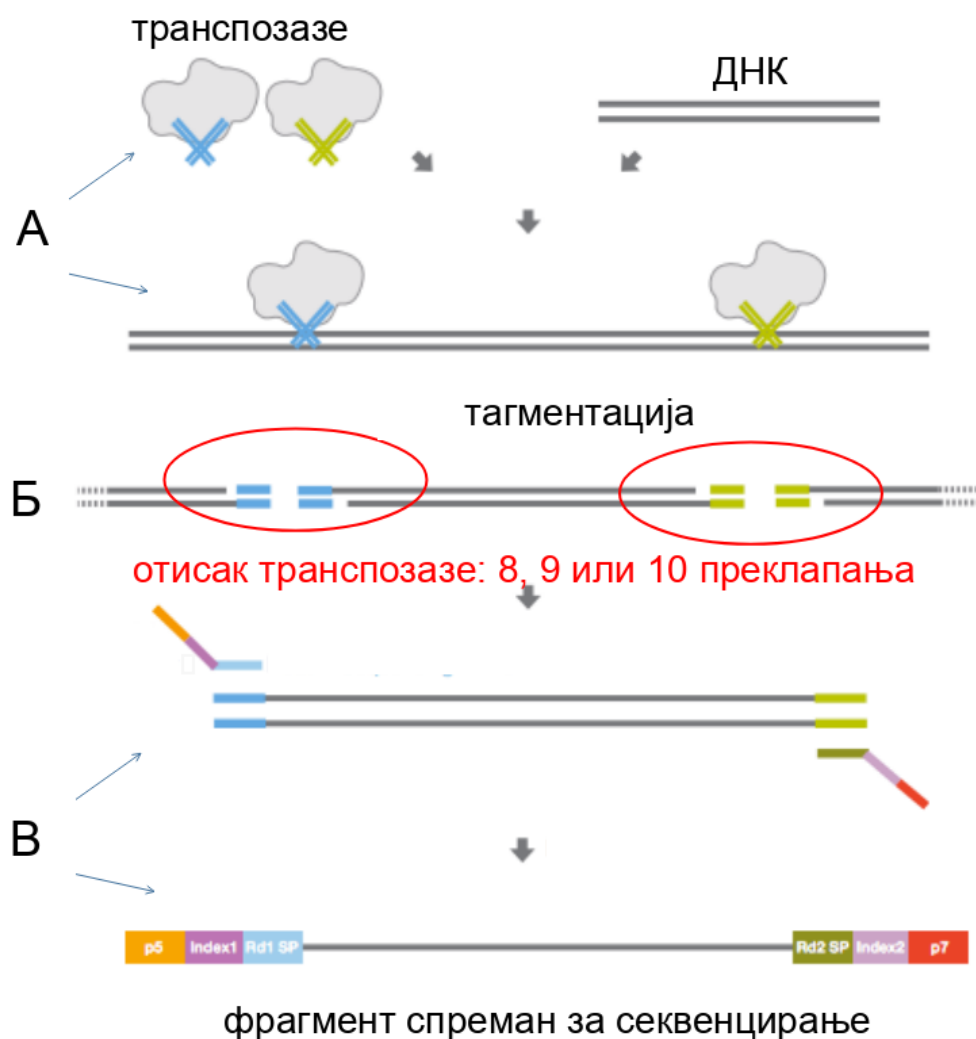 транспозазе
ДНК
А
тагментација
Б
отисак транспозазе: 8, 9 или 10 преклапања
В
p5 Index1 Rd1 SP Rd2 SP Index2 p7
фрагмент спреман за секвенцирање